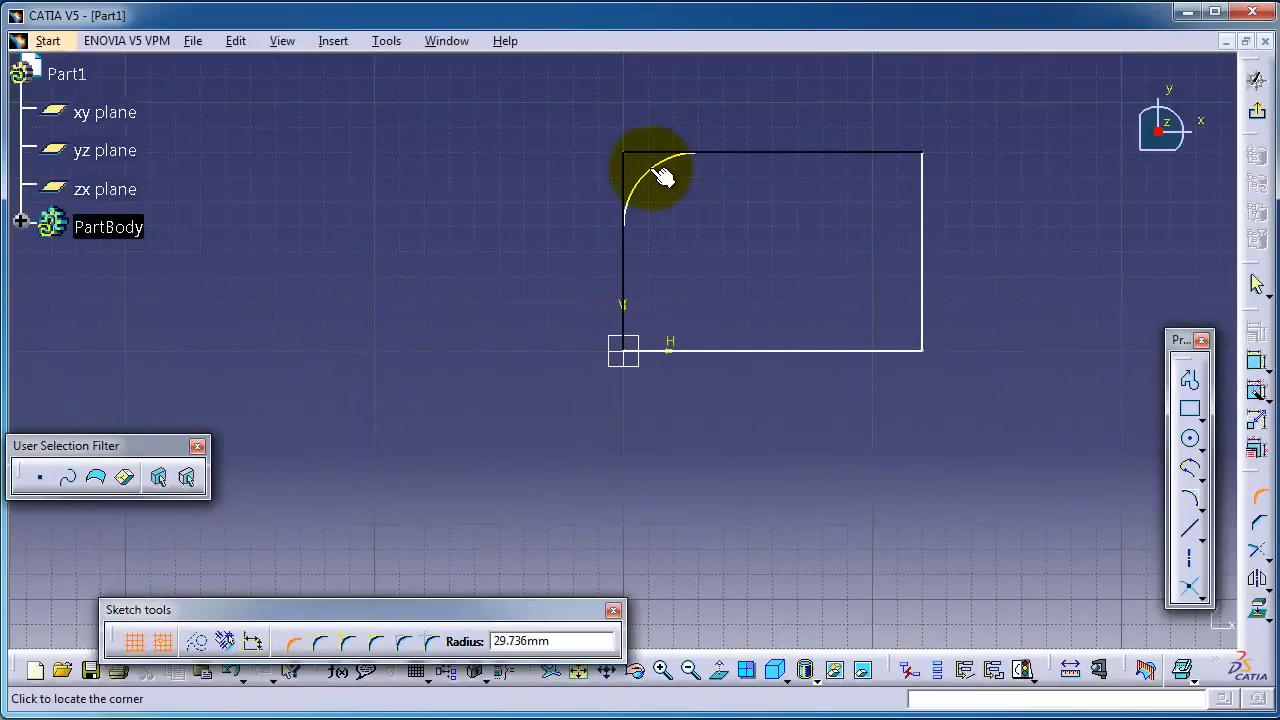 CATIA V5 - [Part1]
Start ENOVIA V5 VPM File Edit View Insert Tools Window Help
Part1
xy plane
yz plane
zx plane
PartBody
y
x
z
V
H
Pr...
User Selection Filter
Sketch tools
Radius: 29.736mm
f(x)
x
CATIA
Click to locate the corner